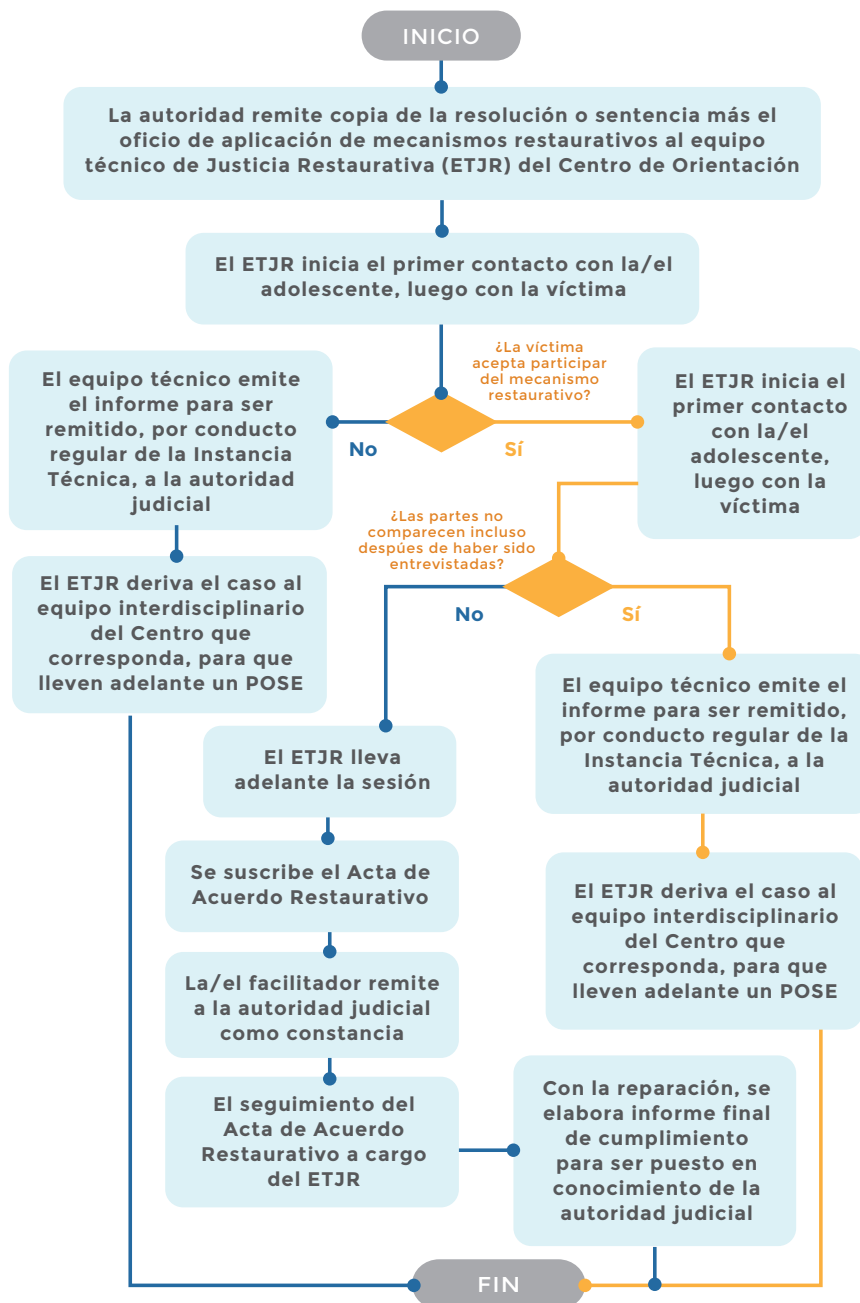 INICIO
La autoridad remite copia de la resolución o sentencia más el
oficio de aplicación de mecanismos restaurativos al equipo
técnico de Justicia Restaurativa (ETJR) del Centro de Orientación
El ETJR inicia el primer contacto con la/el
adolescente, luego con la víctima
¿La víctima
acepta participar
del mecanismo
restaurativo?
No
Sí
El equipo técnico emite
el informe para ser
remitido, por conducto
regular de la Instancia
Técnica, a la autoridad
judicial
El ETJR inicia el
primer contacto
con la/el
adolescente,
luego con la
víctima
¿Las partes no
comparecen incluso
despúes de haber sido
entrevistadas?
No
Sí
El ETJR deriva el caso al
equipo interdisciplinario
del Centro que
corresponda, para que
lleven adelante un POSE
El equipo técnico emite el
informe para ser remitido,
por conducto regular de la
Instancia Técnica, a la
autoridad judicial
El ETJR lleva
adelante la sesión
Se suscribe el Acta de
Acuerdo Restaurativo
El ETJR deriva el caso al
equipo interdisciplinario
del Centro que
corresponda, para que
lleven adelante un POSE
La/el facilitador remite
a la autoridad judicial
como constancia
El seguimiento del
Acta de Acuerdo
Restaurativo a cargo
del ETJR
Con la reparación, se
elabora informe final
de cumplimiento
para ser puesto en
conocimiento de la
autoridad judicial
FIN